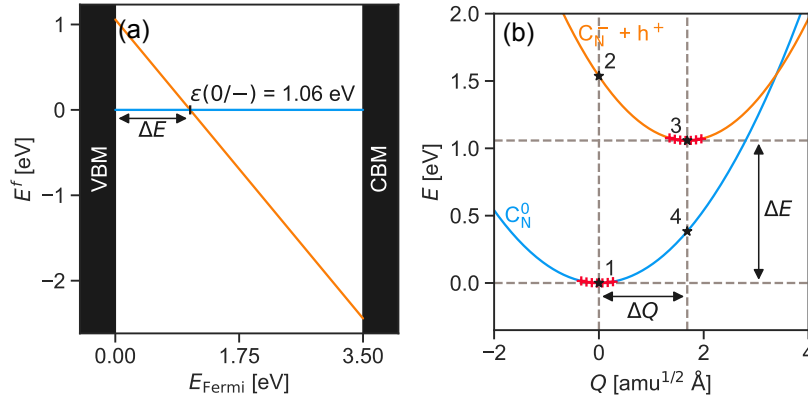 (a)
ε(0/−) = 1.06 eV
ΔE
VBM
CBM
1
0
−1
−2
E^f [eV]
0.00
1.75
3.50
E_Fermi [eV]
(b)
C_N^− + h^+
C_N^0
1
2
3
4
ΔE
ΔQ
2.0
1.5
1.0
0.5
0.0
E [eV]
−2
0
2
4
Q [amu^1/2 Å]